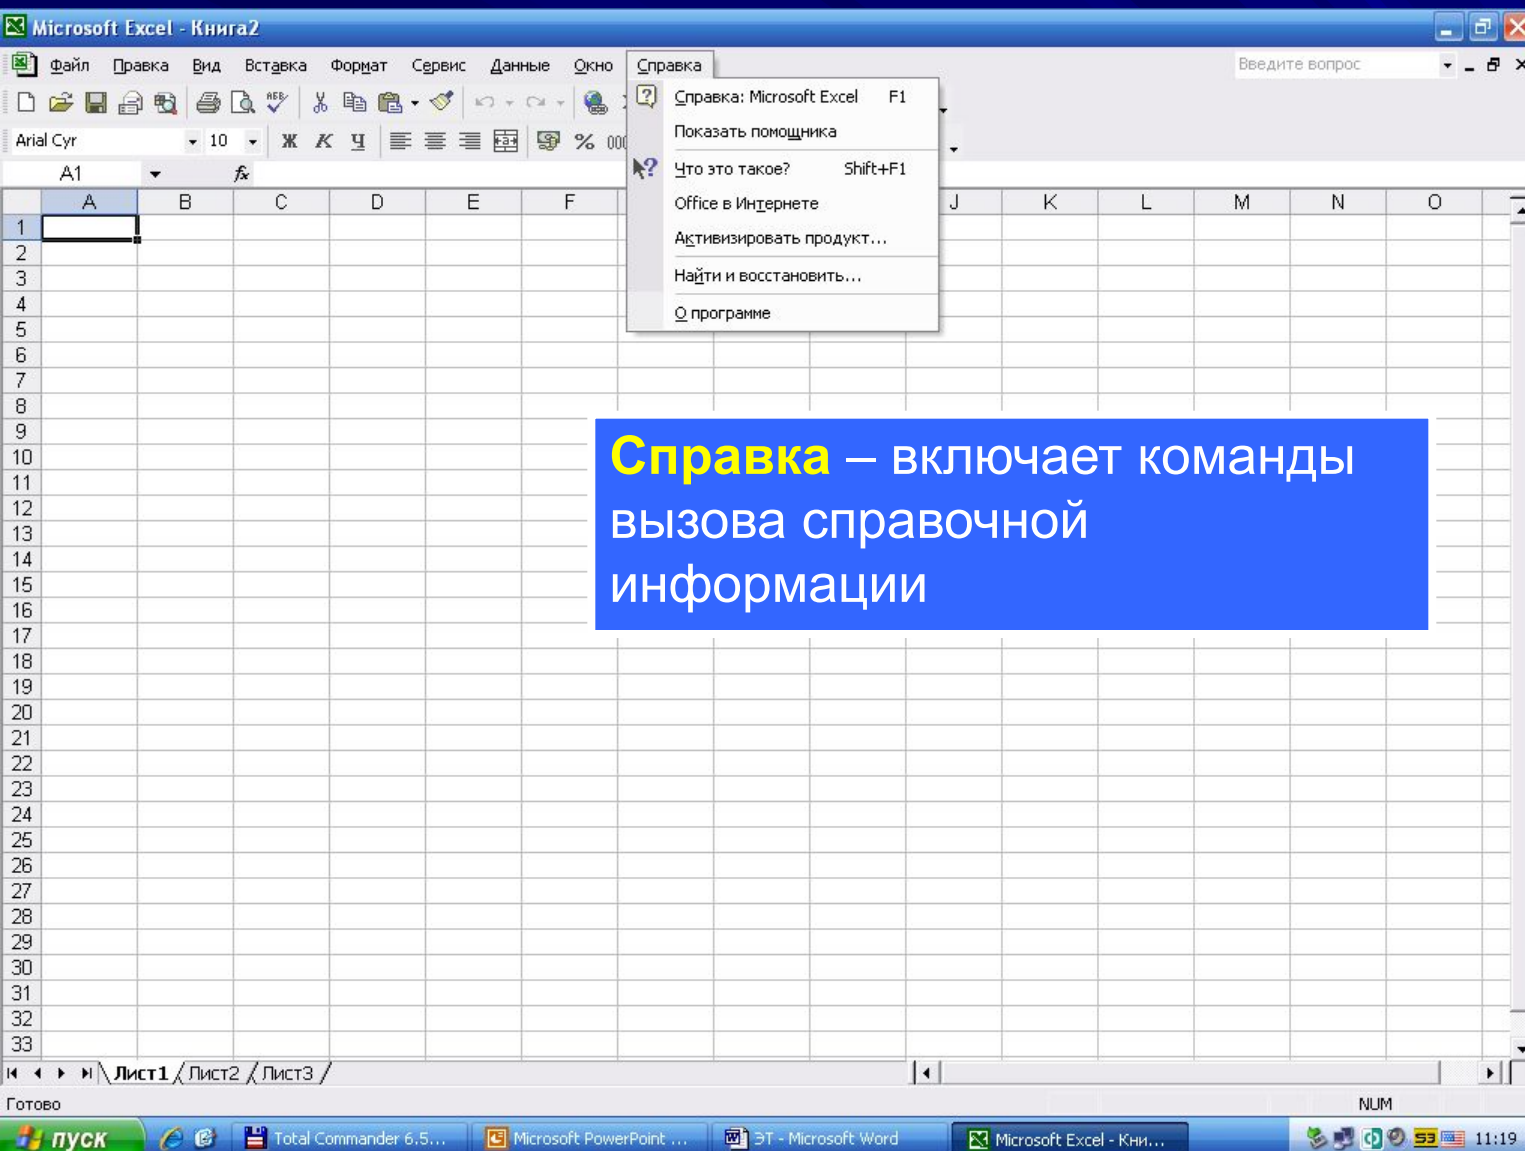 Microsoft Excel - Книга2
Файл Правка Вид Вставка Формат Сервис Данные Окно Справка Введите вопрос
Arial Cyr 10 Ж К Ч % 000
A1 fx
Справка: Microsoft Excel F1
Показать помощника
Что это такое? Shift+F1
Office в Интернете
Активизировать продукт...
Найти и восстановить...
О программе
A B C D E F J K L M N O
1
2
3
4
5
6
7
8
9
10
11
12
13
14
15
16
17
18
19
20
21
22
23
24
25
26
27
28
29
30
31
32
33
Справка – включает команды
вызова справочной
информации
Лист1 Лист2 Лист3
Готово NUM
пуск Total Commander 6.5... Microsoft PowerPoint ... ЭТ - Microsoft Word Microsoft Excel - Кни... S3 11:19